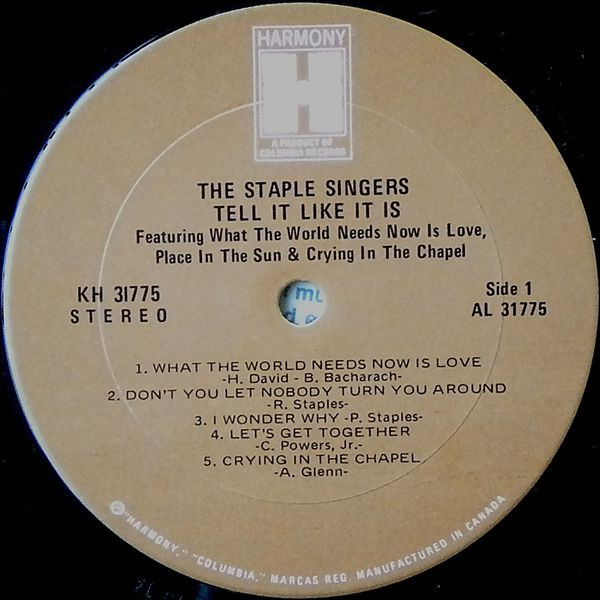 HARMONY
H
A PRODUCT OF
COLUMBIA RECORDS
THE STAPLE SINGERS
TELL IT LIKE IT IS
Featuring What The World Needs Now Is Love,
Place In The Sun & Crying In The Chapel
KH 31775
STEREO
Side 1
AL 31775
1. WHAT THE WORLD NEEDS NOW IS LOVE
-H. David - B. Bacharach-
2. DON'T YOU LET NOBODY TURN YOU AROUND
-R. Staples-
3. I WONDER WHY -P. Staples-
4. LET'S GET TOGETHER
-C. Powers, Jr.-
5. CRYING IN THE CHAPEL
-A. Glenn-
℗"HARMONY," "COLUMBIA," MARCAS REG. MANUFACTURED IN CANADA